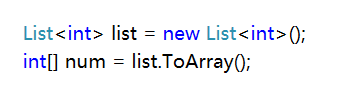 List<int> list = new List<int>();
int[] num = list.ToArray();